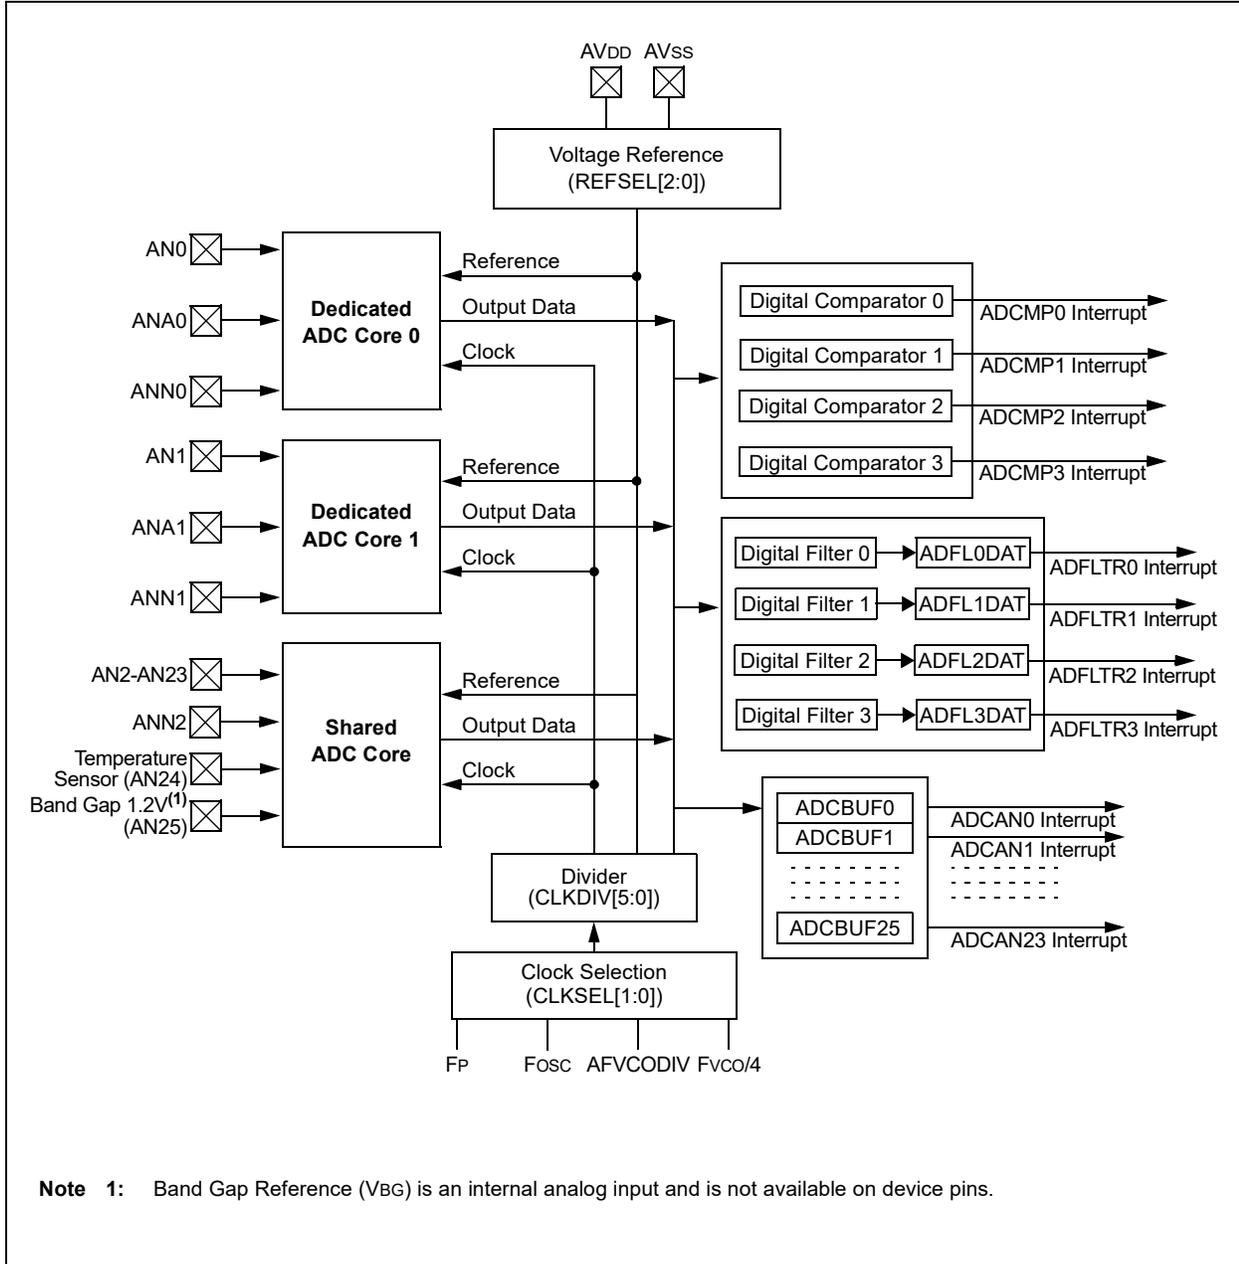 AVDD AVSS
Voltage Reference
(REFSEL[2:0])
AN0
ANA0
ANN0
Dedicated
ADC Core 0
Reference
Output Data
Clock
AN1
ANA1
ANN1
Dedicated
ADC Core 1
Reference
Output Data
Clock
AN2-AN23
ANN2
Temperature
Sensor (AN24)
Band Gap 1.2V(1)
(AN25)
Shared
ADC Core
Reference
Output Data
Clock
Digital Comparator 0
ADCMP0 Interrupt
Digital Comparator 1
ADCMP1 Interrupt
Digital Comparator 2
ADCMP2 Interrupt
Digital Comparator 3
ADCMP3 Interrupt
Digital Filter 0 ADFL0DAT
ADFLTR0 Interrupt
Digital Filter 1 ADFL1DAT
ADFLTR1 Interrupt
Digital Filter 2 ADFL2DAT
ADFLTR2 Interrupt
Digital Filter 3 ADFL3DAT
ADFLTR3 Interrupt
ADCBUF0
ADCAN0 Interrupt
ADCBUF1
ADCAN1 Interrupt
ADCBUF25
ADCAN23 Interrupt
Divider
(CLKDIV[5:0])
Clock Selection
(CLKSEL[1:0])
FP FOSC AFVCODIV FVCO/4
Note 1: Band Gap Reference (VBG) is an internal analog input and is not available on device pins.